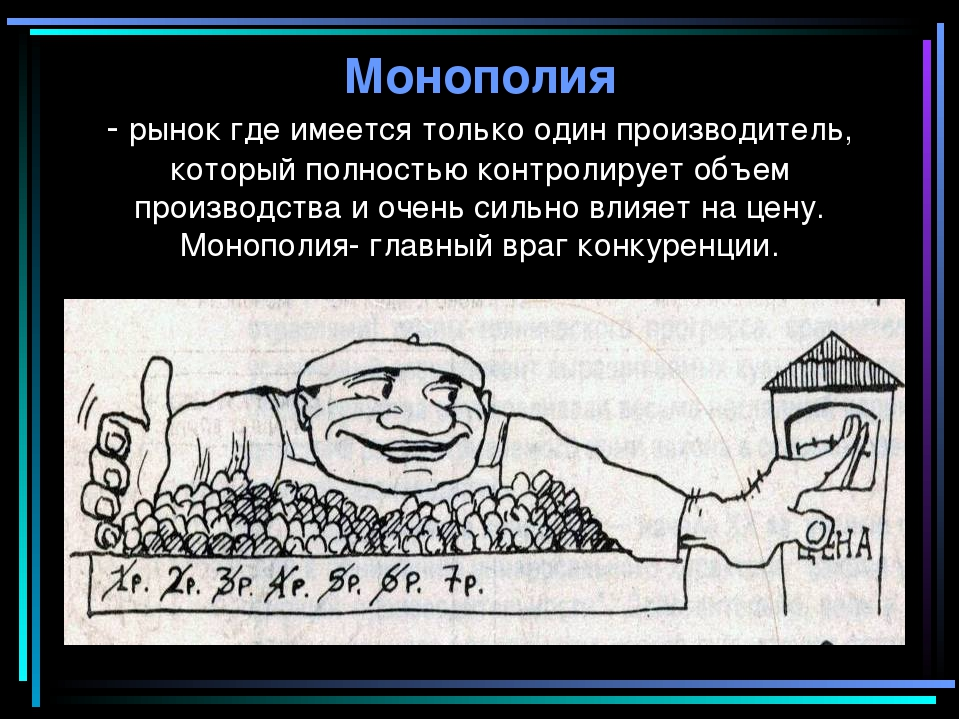 Монополия
- рынок где имеется только один производитель,
который полностью контролирует объем
производства и очень сильно влияет на цену.
Монополия- главный враг конкуренции.
ЦЕНА
1р. 2р. 3р. 4р. 5р. 6р. 7р.